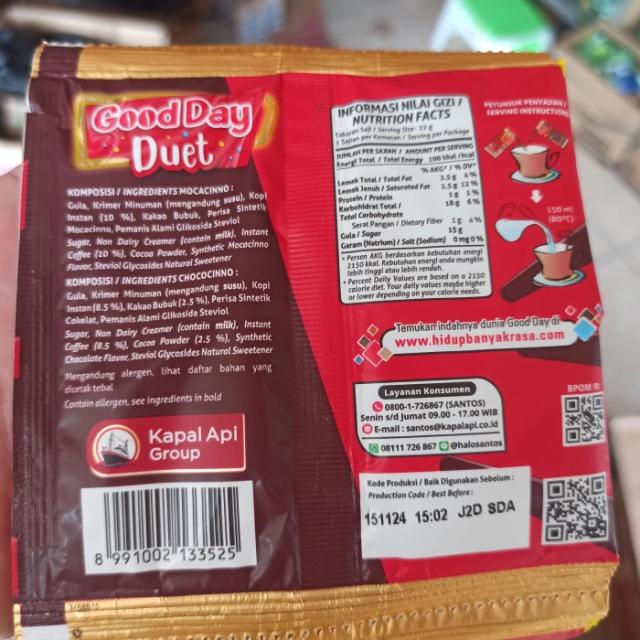 Good Day
Duet
KOMPOSISI / INGREDIENTS MOCACINNO :
Gula, Krimer Minuman (mengandung susu), Kopi
Instan (10 %), Kakao Bubuk, Perisa Sintetik
Mocacinno, Pemanis Alami Glikosida Steviol
Sugar, Non Dairy Creamer (contain milk), Instant
Coffee (10 %), Cocoa Powder, Synthetic Mocacinno
Flavor, Steviol Glycosides Natural Sweetener
KOMPOSISI / INGREDIENTS CHOCOCINNO :
Gula, Krimer Minuman (mengandung susu), Kopi
Instan (8.5 %), Kakao Bubuk (2.5 %), Perisa Sintetik
Cokelat, Pemanis Alami Glikosida Steviol
Sugar, Non Dairy Creamer (contain milk), Instant
Coffee (8.5 %), Cocoa Powder (2.5 %), Synthetic
Chocolate Flavor, Steviol Glycosides Natural Sweetener
Mengandung alergen, lihat daftar bahan yang
dicetak tebal
Contain allergen, see ingredients in bold
Kapal Api
Group
8 991002 133525
INFORMASI NILAI GIZI /
NUTRITION FACTS
Takaran Saji / Serving Size: 23 g
1 Sajian per Kemasan / Serving per Package
JUMLAH PER SAJIAN / AMOUNT PER SERVING
Energi Total / Total Energy 100 kkal /kcal
% AKG* / % DV*
Lemak Total / Total Fat 2.5 g 4 %
Lemak Jenuh / Saturated Fat 2.5 g 12 %
Protein / Protein 1 g 1 %
Karbohidrat Total / 18 g 6 %
Total Carbohydrate
Serat Pangan / Dietary Fiber 1 g 4%
Gula / Sugar 15 g
Garam (Natrium) / Salt (Sodium) 0 mg 0 %
* Persen AKG berdasarkan kebutuhan energi
2150 kkal. Kebutuhan energi anda mungkin
lebih tinggi atau lebih rendah.
* Percent Daily Values are based on a 2150
calorie diet. Your daily values maybe higher
or lower depending on your calorie needs.
PETUNJUK PENYAJIAN /
SERVING INSTRUCTIONS
150 ml
(80°C)
Temukan indahnya dunia Good Day di
www.hidupbanyakrasa.com
Layanan Konsumen
0800-1-726867 (SANTOS)
Senin s/d Jumat 09.00 - 17.00 WIB
E-mail : santos@kapalapi.co.id
08111 726 867 @halosantos
BPOM RI
Kode Produksi / Baik Digunakan Sebelum :
Production Code / Best Before :
151124 15:02 J2D SDA